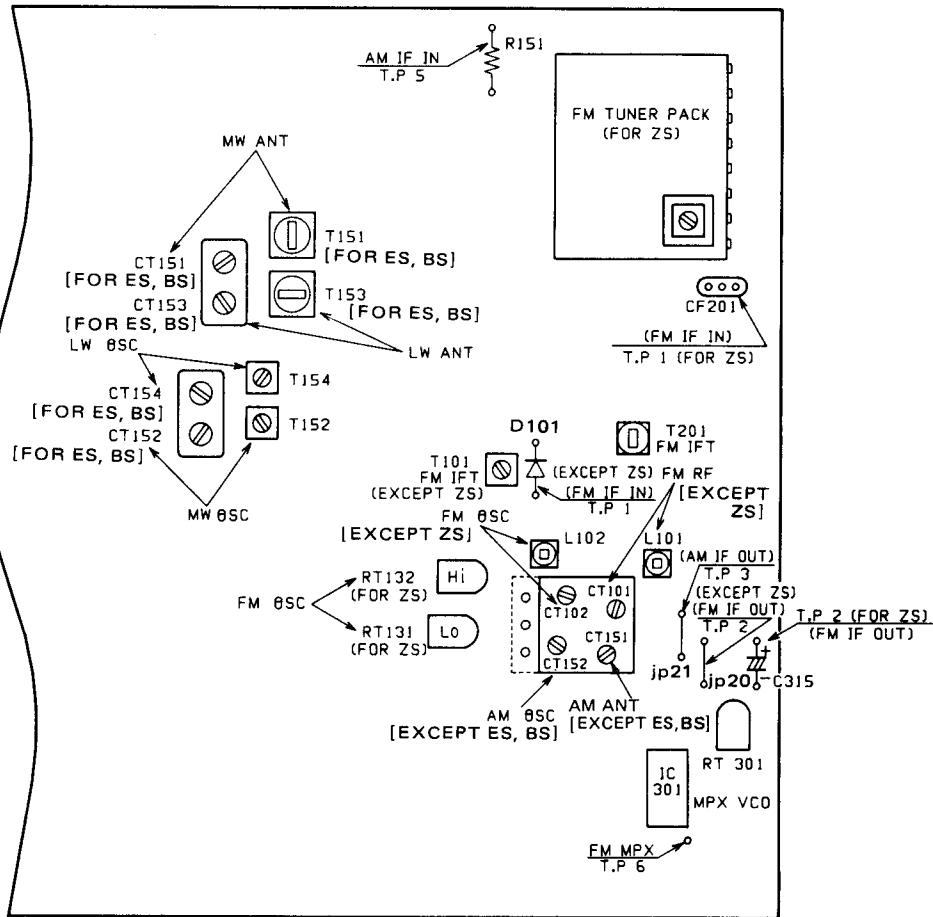 R151
AM IF IN
T.P 5
FM TUNER PACK
(FOR ZS)
MW ANT
T151
[FOR ES, BS]
CT151
[FOR ES, BS]
T153
[FOR ES, BS]
CT153
[FOR ES, BS]
CF201
(FM IF IN)
T.P 1 (FOR ZS)
LW θSC
LW ANT
T154
CT154
[FOR ES, BS]
T152
CT152
[FOR ES, BS]
MW θSC
D101
T201
FM IFT
T101
FM IFT
(EXCEPT ZS)
(EXCEPT ZS)
(FM IF IN)
T.P 1
FM RF
[EXCEPT
ZS]
FM θSC
[EXCEPT ZS]
L102
L101
(AM IF OUT)
T.P 3
(EXCEPT ZS)
(FM IF OUT)
T.P 2
T.P 2 (FOR ZS)
(FM IF OUT)
RT132
(FOR ZS)
Hi
FM θSC
RT131
(FOR ZS)
Lo
CT101
CT102
CT151
CT152
jp21
jp20
+
-
C315
AM θSC
[EXCEPT ES, BS]
AM ANT
[EXCEPT ES,BS]
RT 301
IC
301
MPX VCO
FM MPX
T.P 6